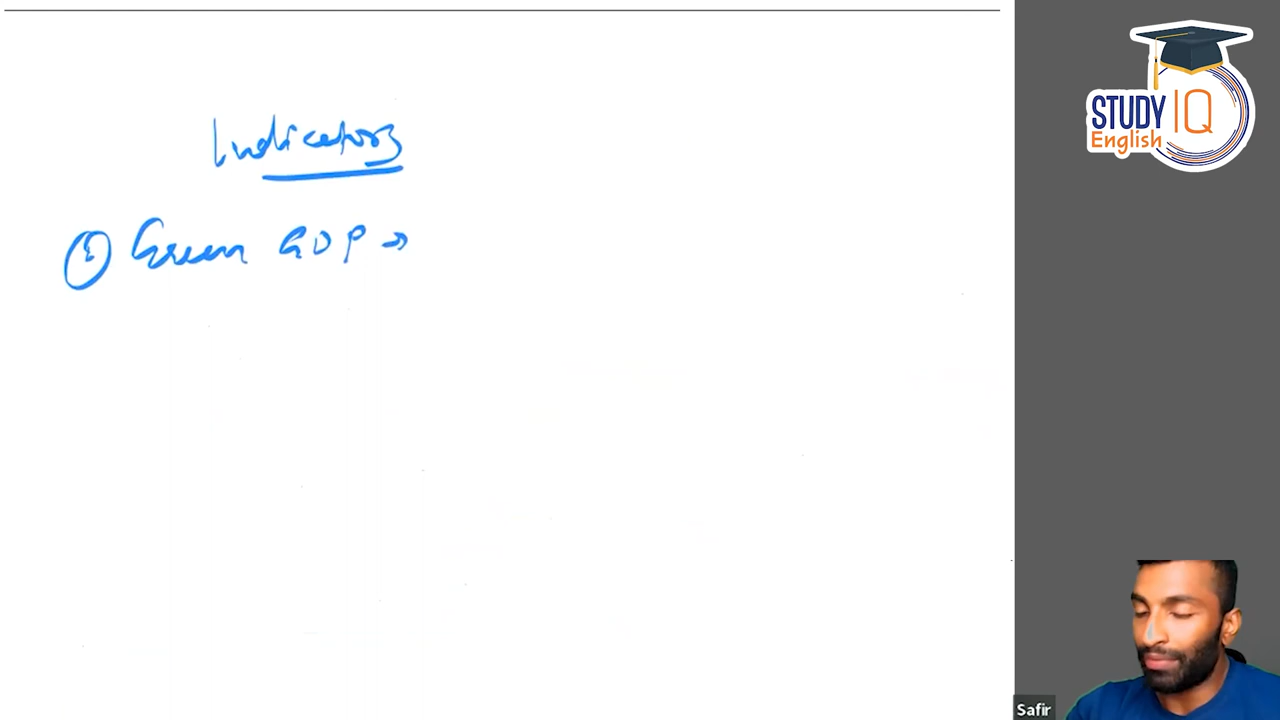 Indicators
① Green GDP →
STUDY IQ
English
Safir